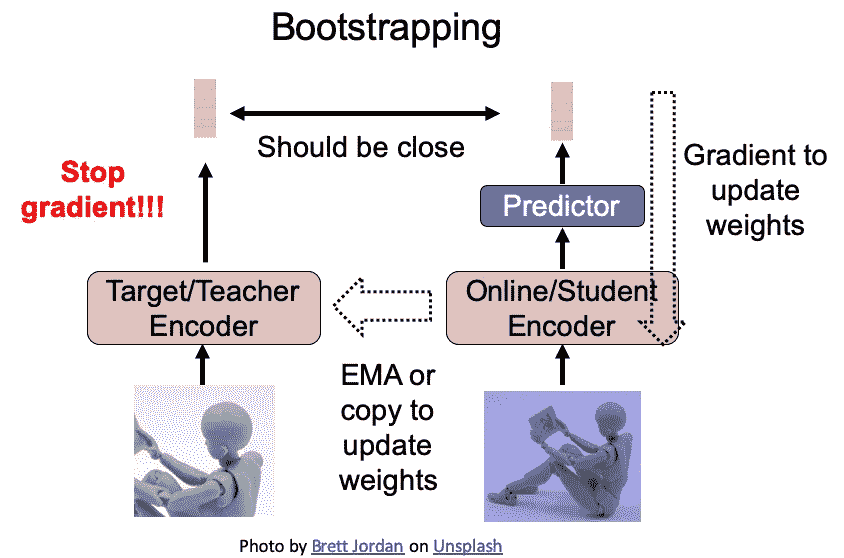 Bootstrapping
Should be close
Stop
gradient!!!
Gradient to
update
weights
Predictor
Target/Teacher
Encoder
Online/Student
Encoder
EMA or
copy to
update
weights
Photo by Brett Jordan on Unsplash